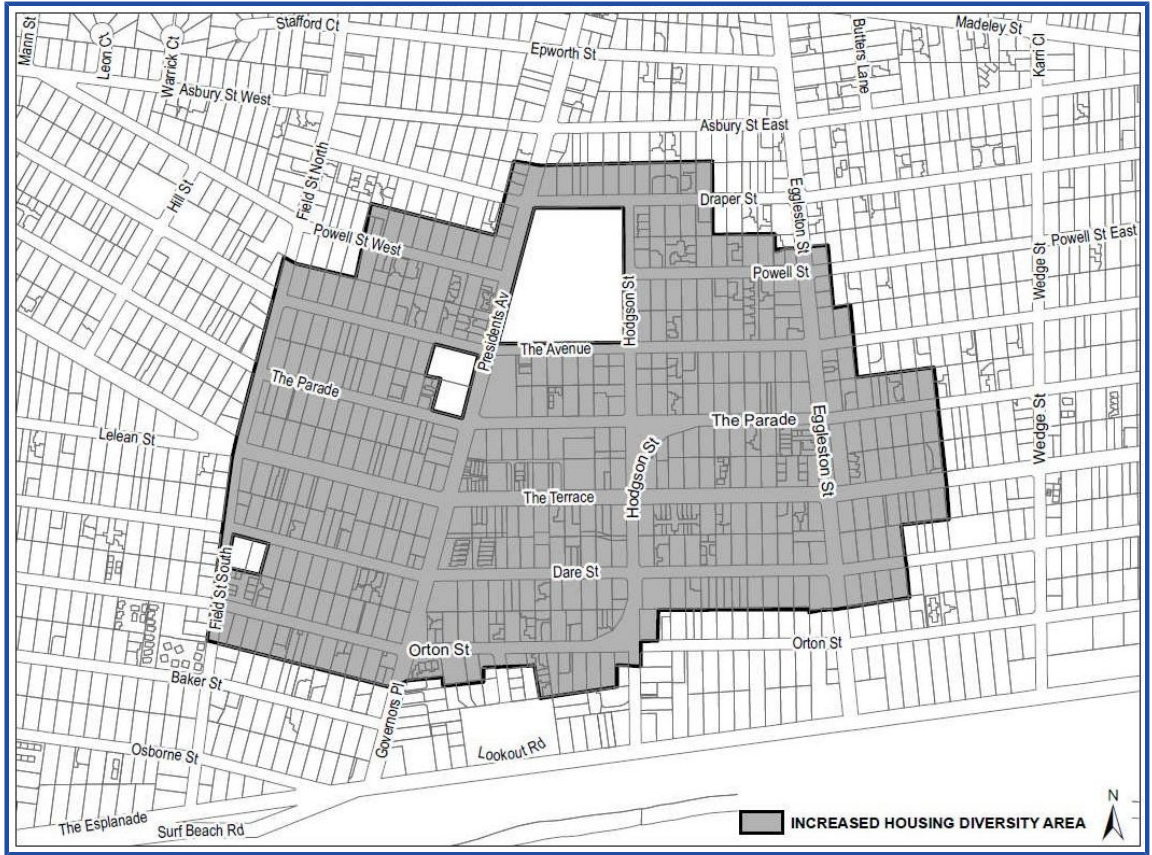 Mann St
Leon Ct
Warrick Ct
Stafford Ct
Epworth St
Butters Lane
Madeley St
Karn Cl
Asbury St West
Asbury St East
Hill St
Field St North
Powell St West
Draper St
Eggleston St
Powell St
Powell St East
Wedge St
Presidents Av
Hodgson St
The Avenue
The Parade
The Parade
Eggleston St
Wedge St
Lelean St
Hodgson St
The Terrace
Field St South
Dare St
Orton St
Orton St
Baker St
Governors Pl
Osborne St
Lookout Rd
The Esplanade
Surf Beach Rd
INCREASED HOUSING DIVERSITY AREA
N